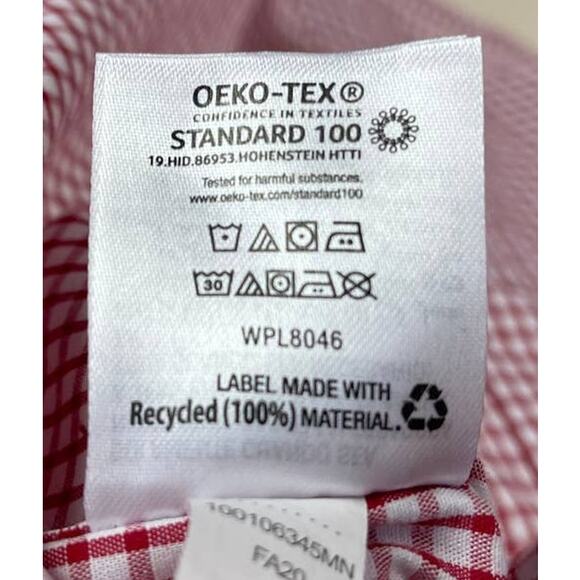 OEKO-TEX®
CONFIDENCE IN TEXTILES
STANDARD 100
19.HID.86953.HOHENSTEIN HTTI
Tested for harmful substances.
www.oeko-tex.com/standard100
30
WPL8046
LABEL MADE WITH
Recycled (100%) MATERIAL.
100106345MN
FA20